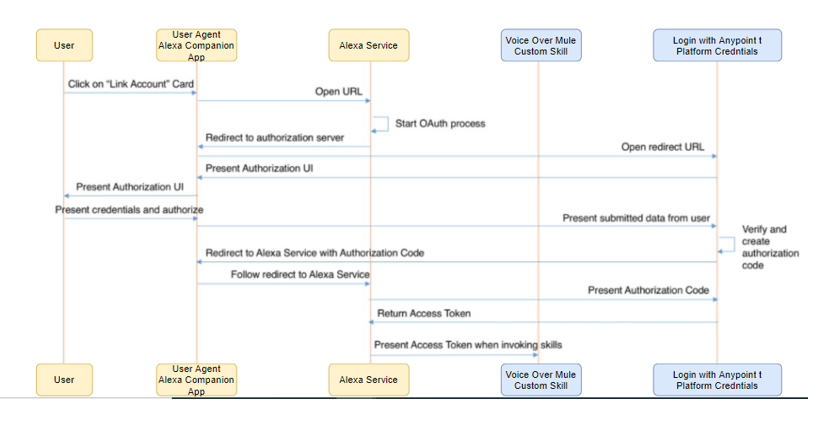 User
User Agent
Alexa Companion
App
Alexa Service
Voice Over Mule
Custom Skill
Login with Anypoint t
Platform Credntials
Click on "Link Account" Card
Open URL
Start OAuth process
Redirect to authorization server
Open redirect URL
Present Authorization UI
Present Authorization UI
Present credentials and authorize
Present submitted data from user
Verify and
create
authorization
code
Redirect to Alexa Service with Authorization Code
Follow redirect to Alexa Service
Present Authorization Code
Return Access Token
Present Access Token when invoking skills
User
User Agent
Alexa Companion
App
Alexa Service
Voice Over Mule
Custom Skill
Login with Anypoint t
Platform Credntials